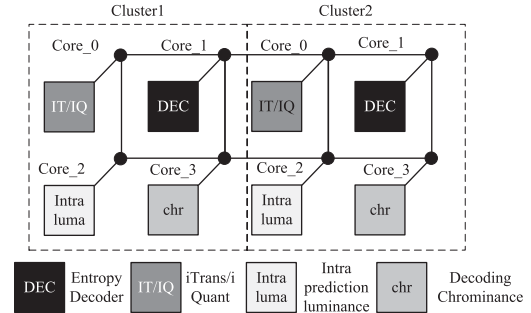 Cluster1 Cluster2
Core_0 Core_1 Core_0 Core_1
IT/IQ DEC IT/IQ DEC
Core_2 Core_3 Core_2 Core_3
Intra luma chr Intra luma chr
DEC Entropy Decoder IT/IQ iTrans/i Quant Intra luma Intra prediction luminance chr Decoding Chrominance